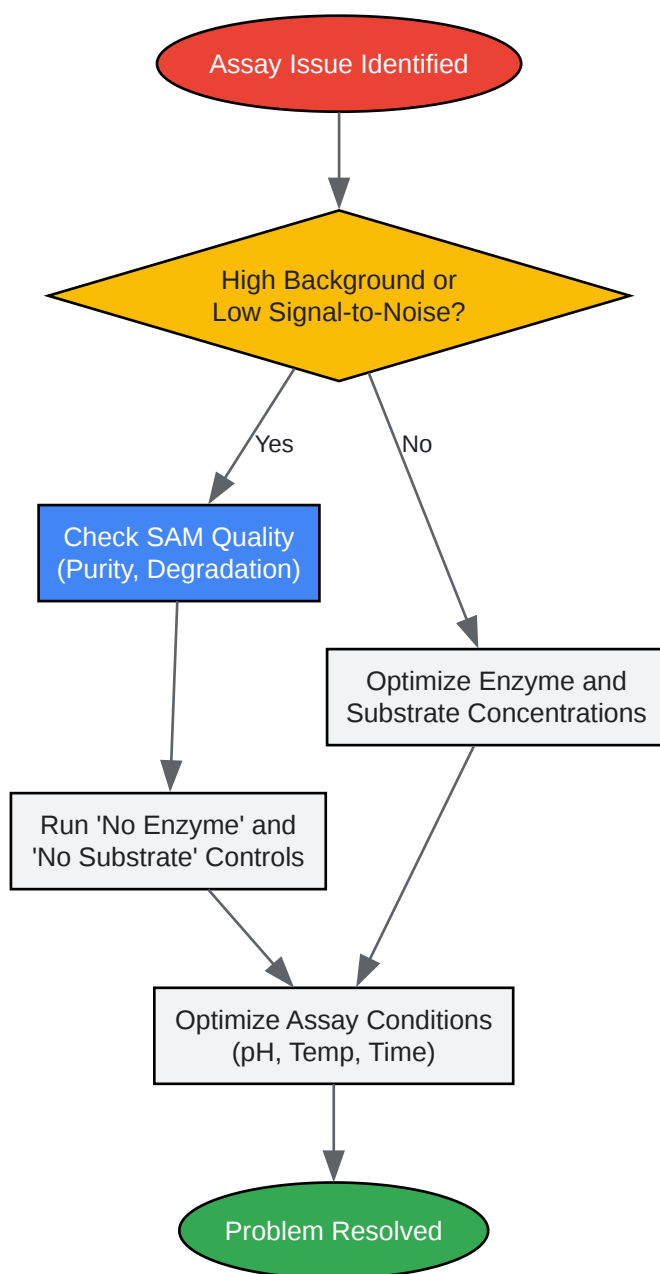 Assay Issue Identified
High Background or
Low Signal-to-Noise?
Yes
No
Check SAM Quality
(Purity, Degradation)
Optimize Enzyme and
Substrate Concentrations
Run 'No Enzyme' and
'No Substrate' Controls
Optimize Assay Conditions
(pH, Temp, Time)
Problem Resolved